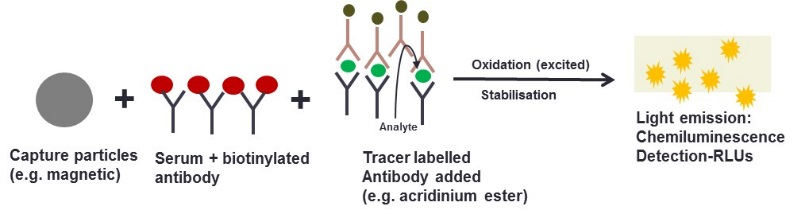 Capture particles
(e.g. magnetic)
+
Serum + biotinylated
antibody
+
Analyte
Tracer labelled
Antibody added
(e.g. acridinium ester)
Oxidation (excited)
Stabilisation
Light emission:
Chemiluminescence
Detection-RLUs